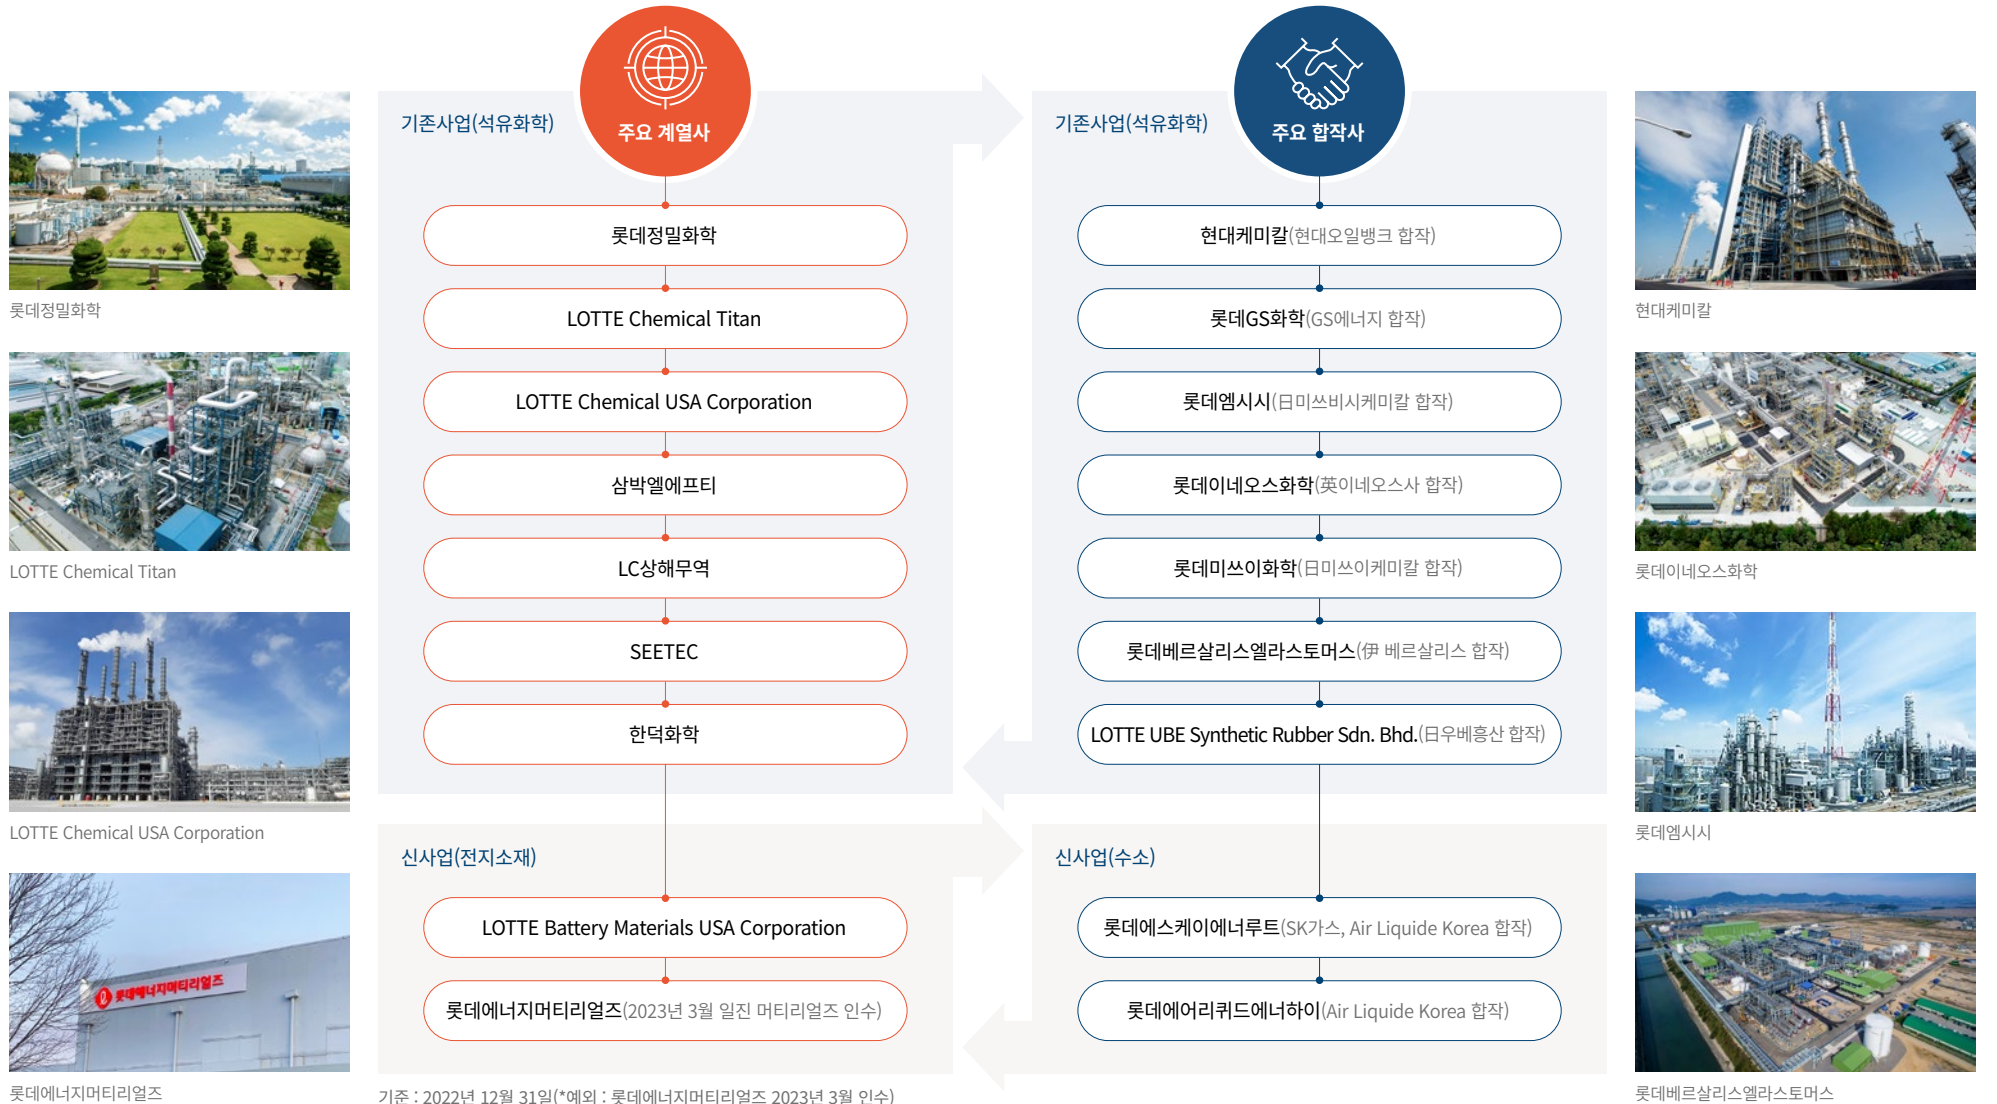 주요 계열사
주요 합작사
기존사업(석유화학)
롯데정밀화학
LOTTE Chemical Titan
LOTTE Chemical USA Corporation
삼박엘에프티
LC상해무역
SEETEC
한덕화학
신사업(전지소재)
LOTTE Battery Materials USA Corporation
롯데에너지머티리얼즈(2023년 3월 일진 머티리얼즈 인수)
기존사업(석유화학)
현대케미칼(현대오일뱅크 합작)
롯데GS화학(GS에너지 합작)
롯데엠시시(日미쓰비시케미칼 합작)
롯데이네오스화학(英이네오스사 합작)
롯데미쓰이화학(日미쓰이케미칼 합작)
롯데베르살리스엘라스토머스(伊 베르살리스 합작)
LOTTE UBE Synthetic Rubber Sdn. Bhd.(日우베흥산 합작)
신사업(수소)
롯데에스케이에너루트(SK가스, Air Liquide Korea 합작)
롯데에어리퀴드에너하이(Air Liquide Korea 합작)
롯데정밀화학
LOTTE Chemical Titan
LOTTE Chemical USA Corporation
롯데에너지머티리얼즈
롯데에너지머티리얼즈
현대케미칼
롯데이네오스화학
롯데엠시시
롯데베르살리스엘라스토머스
기준 : 2022년 12월 31일(*예외 : 롯데에너지머티리얼즈 2023년 3월 인수)